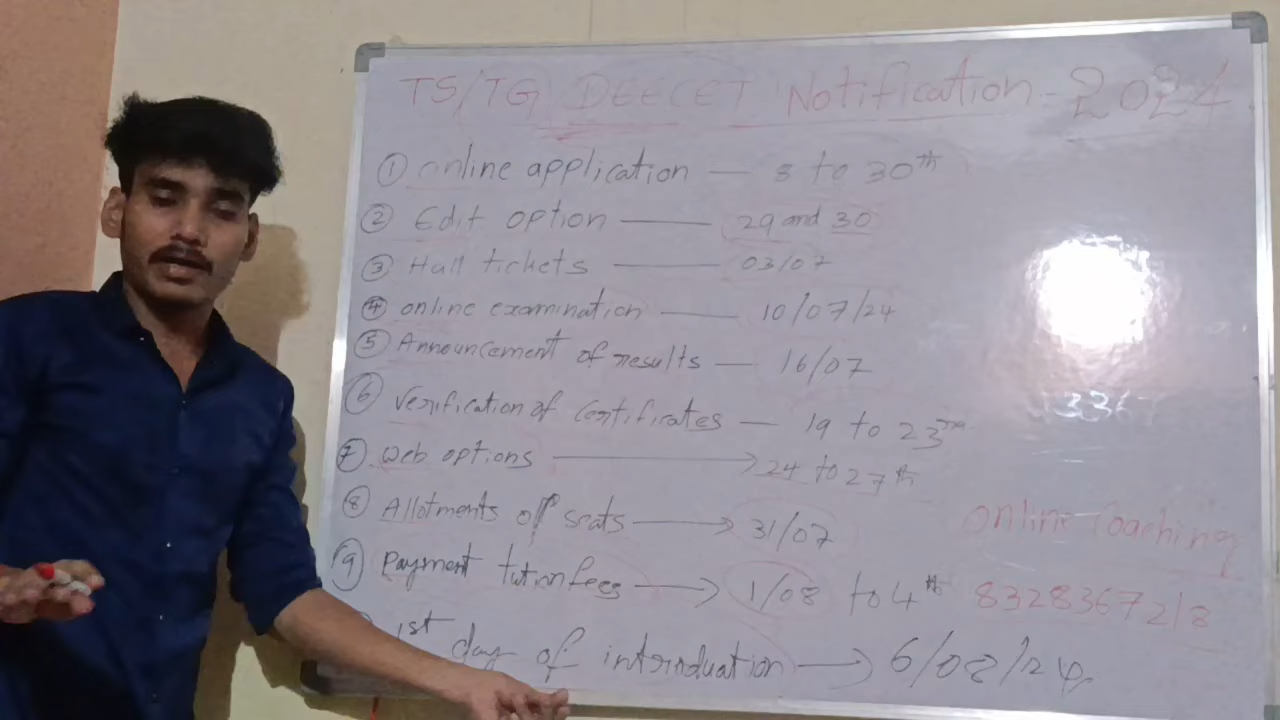 TS/TG DEECET Notification - 2024
① online application — 8 to 30th
② Edit option — 29 and 30
③ Hall tickets — 03/07
④ online examination — 10/07/24
⑤ Announcement of results — 16/07
⑥ Verification of Certificates — 19 to 23rd
336
⑦ web options → 24 to 27th
⑧ Allotments of seats → 31/07
online Coaching
⑨ Payment tution fees → 1/08 to 4th
8328367218
1st day of introduation → 6/08/24